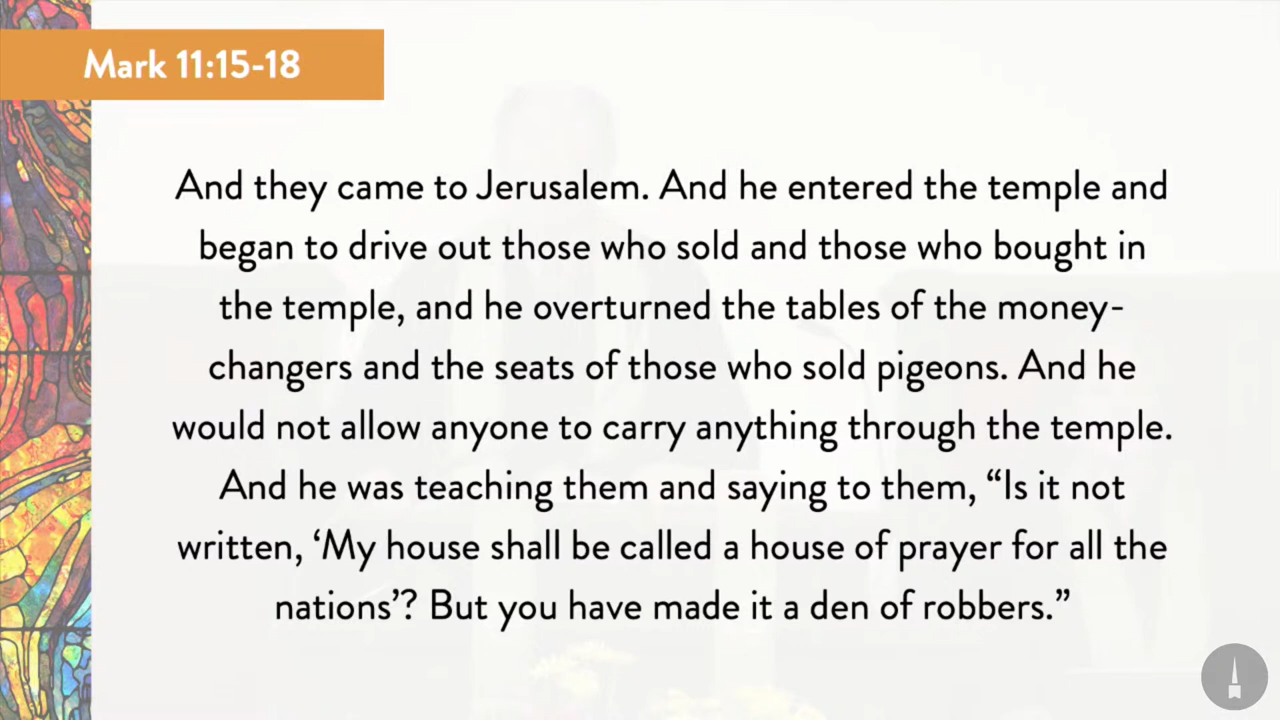 Mark 11:15-18
And they came to Jerusalem. And he entered the temple and
began to drive out those who sold and those who bought in
the temple, and he overturned the tables of the money-
changers and the seats of those who sold pigeons. And he
would not allow anyone to carry anything through the temple.
And he was teaching them and saying to them, “Is it not
written, ‘My house shall be called a house of prayer for all the
nations’? But you have made it a den of robbers.”